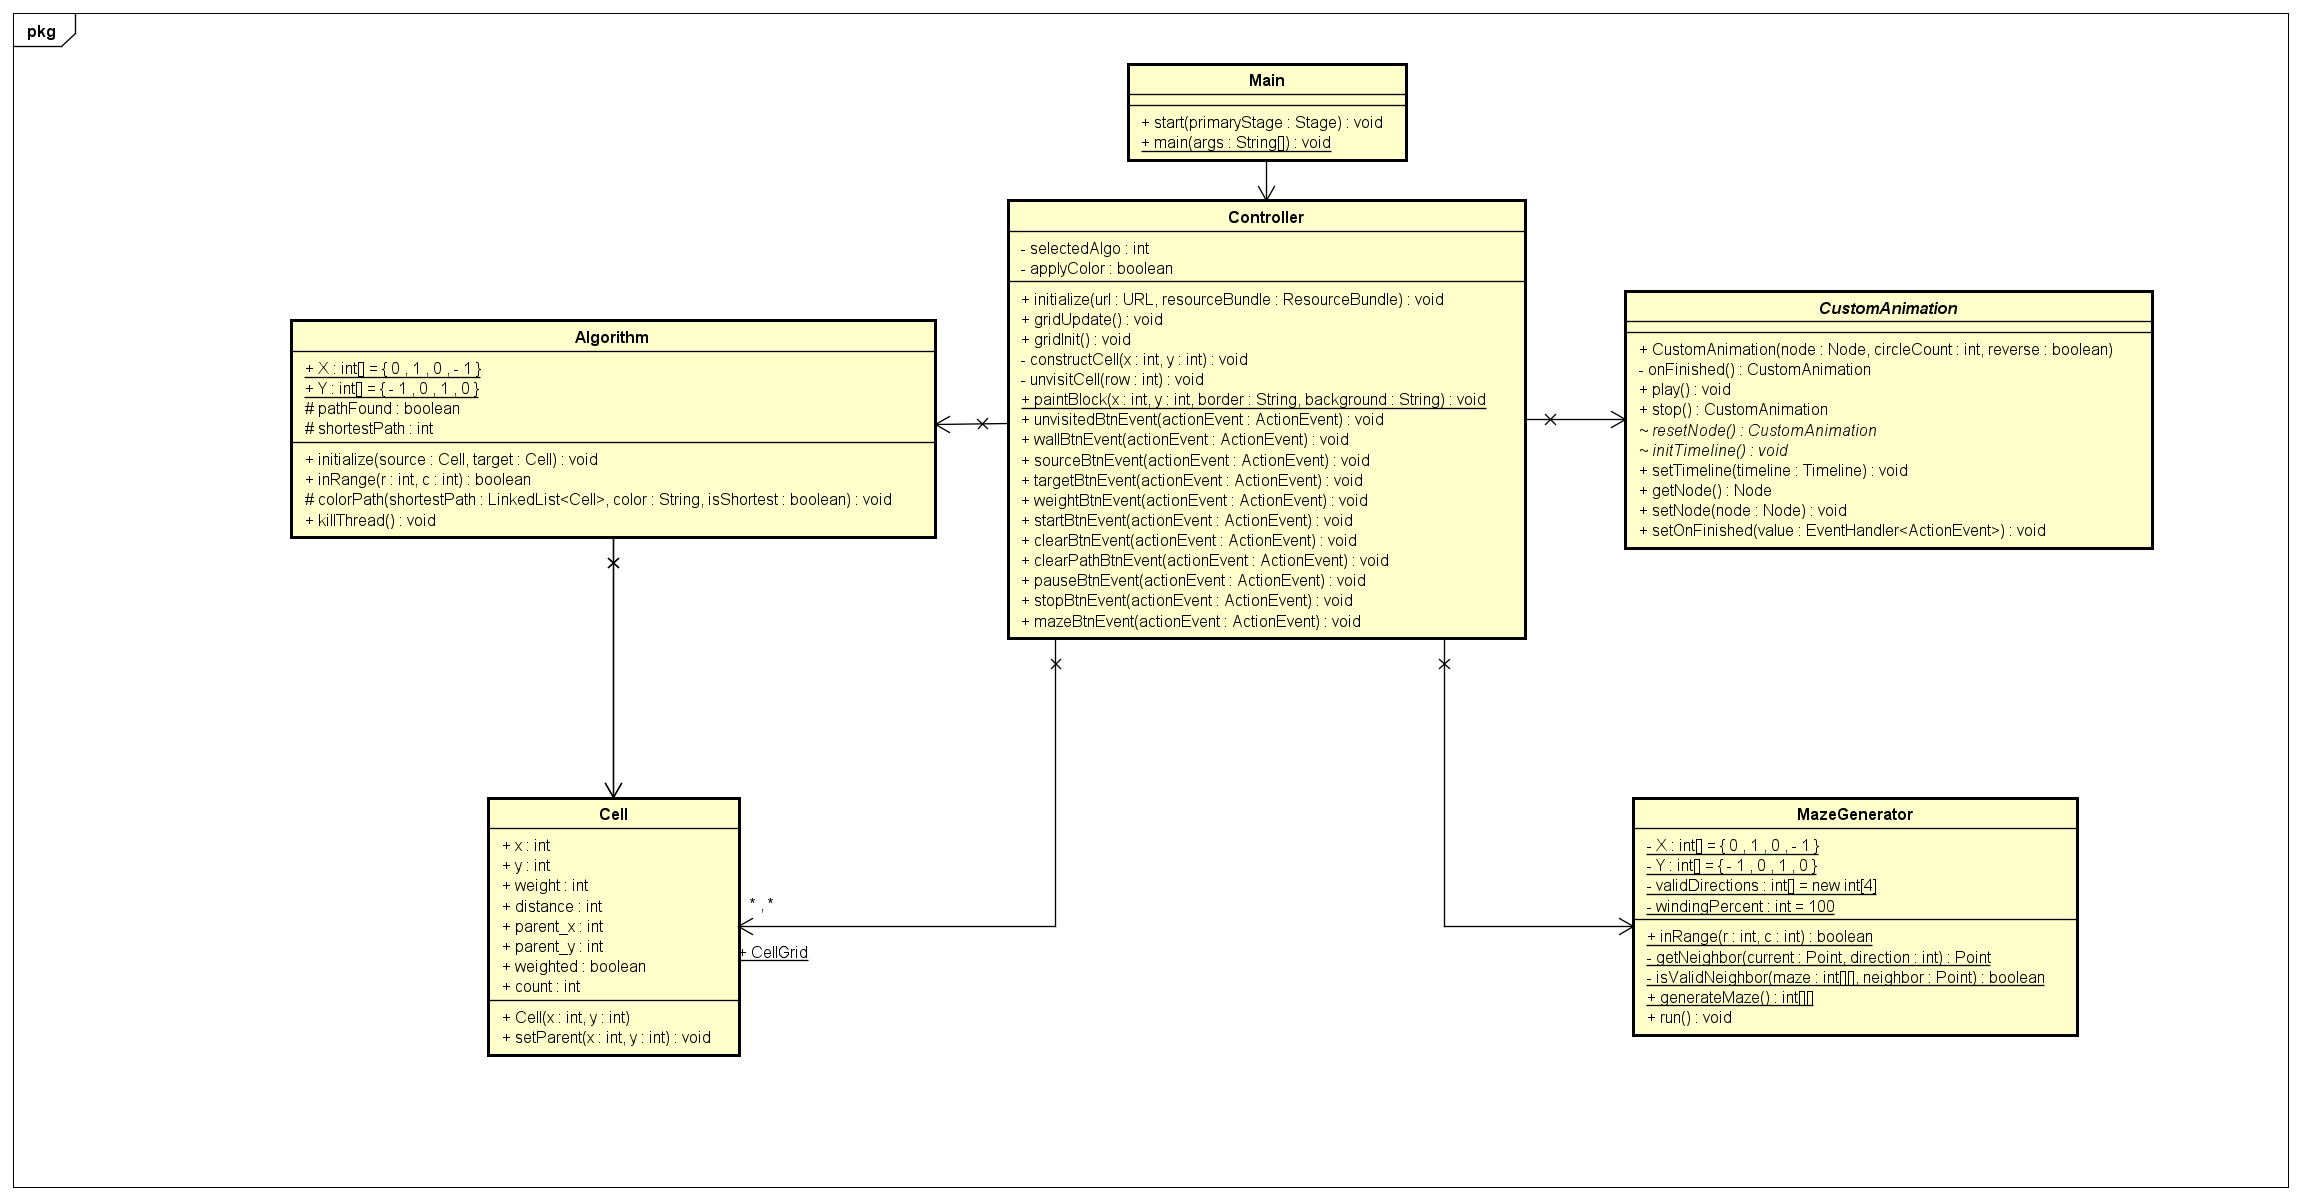 pkg
Main
+ start(primaryStage : Stage) : void
+ main(args : String[]) : void
Controller
- selectedAlgo : int
- applyColor : boolean
+ initialize(url : URL, resourceBundle : ResourceBundle) : void
+ gridUpdate() : void
+ gridInit() : void
- constructCell(x : int, y : int) : void
- unvisitCell(row : int) : void
+ paintBlock(x : int, y : int, border : String, background : String) : void
+ unvisitedBtnEvent(actionEvent : ActionEvent) : void
+ wallBtnEvent(actionEvent : ActionEvent) : void
+ sourceBtnEvent(actionEvent : ActionEvent) : void
+ targetBtnEvent(actionEvent : ActionEvent) : void
+ weightBtnEvent(actionEvent : ActionEvent) : void
+ startBtnEvent(actionEvent : ActionEvent) : void
+ clearBtnEvent(actionEvent : ActionEvent) : void
+ clearPathBtnEvent(actionEvent : ActionEvent) : void
+ pauseBtnEvent(actionEvent : ActionEvent) : void
+ stopBtnEvent(actionEvent : ActionEvent) : void
+ mazeBtnEvent(actionEvent : ActionEvent) : void
Algorithm
+ X : int[] = { 0 , 1 , 0 , - 1 }
+ Y : int[] = { - 1 , 0 , 1 , 0 }
# pathFound : boolean
# shortestPath : int
+ initialize(source : Cell, target : Cell) : void
+ inRange(r : int, c : int) : boolean
# colorPath(shortestPath : LinkedList<Cell>, color : String, isShortest : boolean) : void
+ killThread() : void
CustomAnimation
+ CustomAnimation(node : Node, circleCount : int, reverse : boolean)
- onFinished() : CustomAnimation
+ play() : void
+ stop() : CustomAnimation
~ resetNode() : CustomAnimation
~ initTimeline() : void
+ setTimeline(timeline : Timeline) : void
+ getNode() : Node
+ setNode(node : Node) : void
+ setOnFinished(value : EventHandler<ActionEvent>) : void
Cell
+ x : int
+ y : int
+ weight : int
+ distance : int
+ parent_x : int
+ parent_y : int
+ weighted : boolean
+ count : int
+ Cell(x : int, y : int)
+ setParent(x : int, y : int) : void
* , *
+ CellGrid
MazeGenerator
- X : int[] = { 0 , 1 , 0 , - 1 }
- Y : int[] = { - 1 , 0 , 1 , 0 }
- validDirections : int[] = new int[4]
- windingPercent : int = 100
+ inRange(r : int, c : int) : boolean
- getNeighbor(current : Point, direction : int) : Point
- isValidNeighbor(maze : int[][], neighbor : Point) : boolean
+ generateMaze() : int[][]
+ run() : void